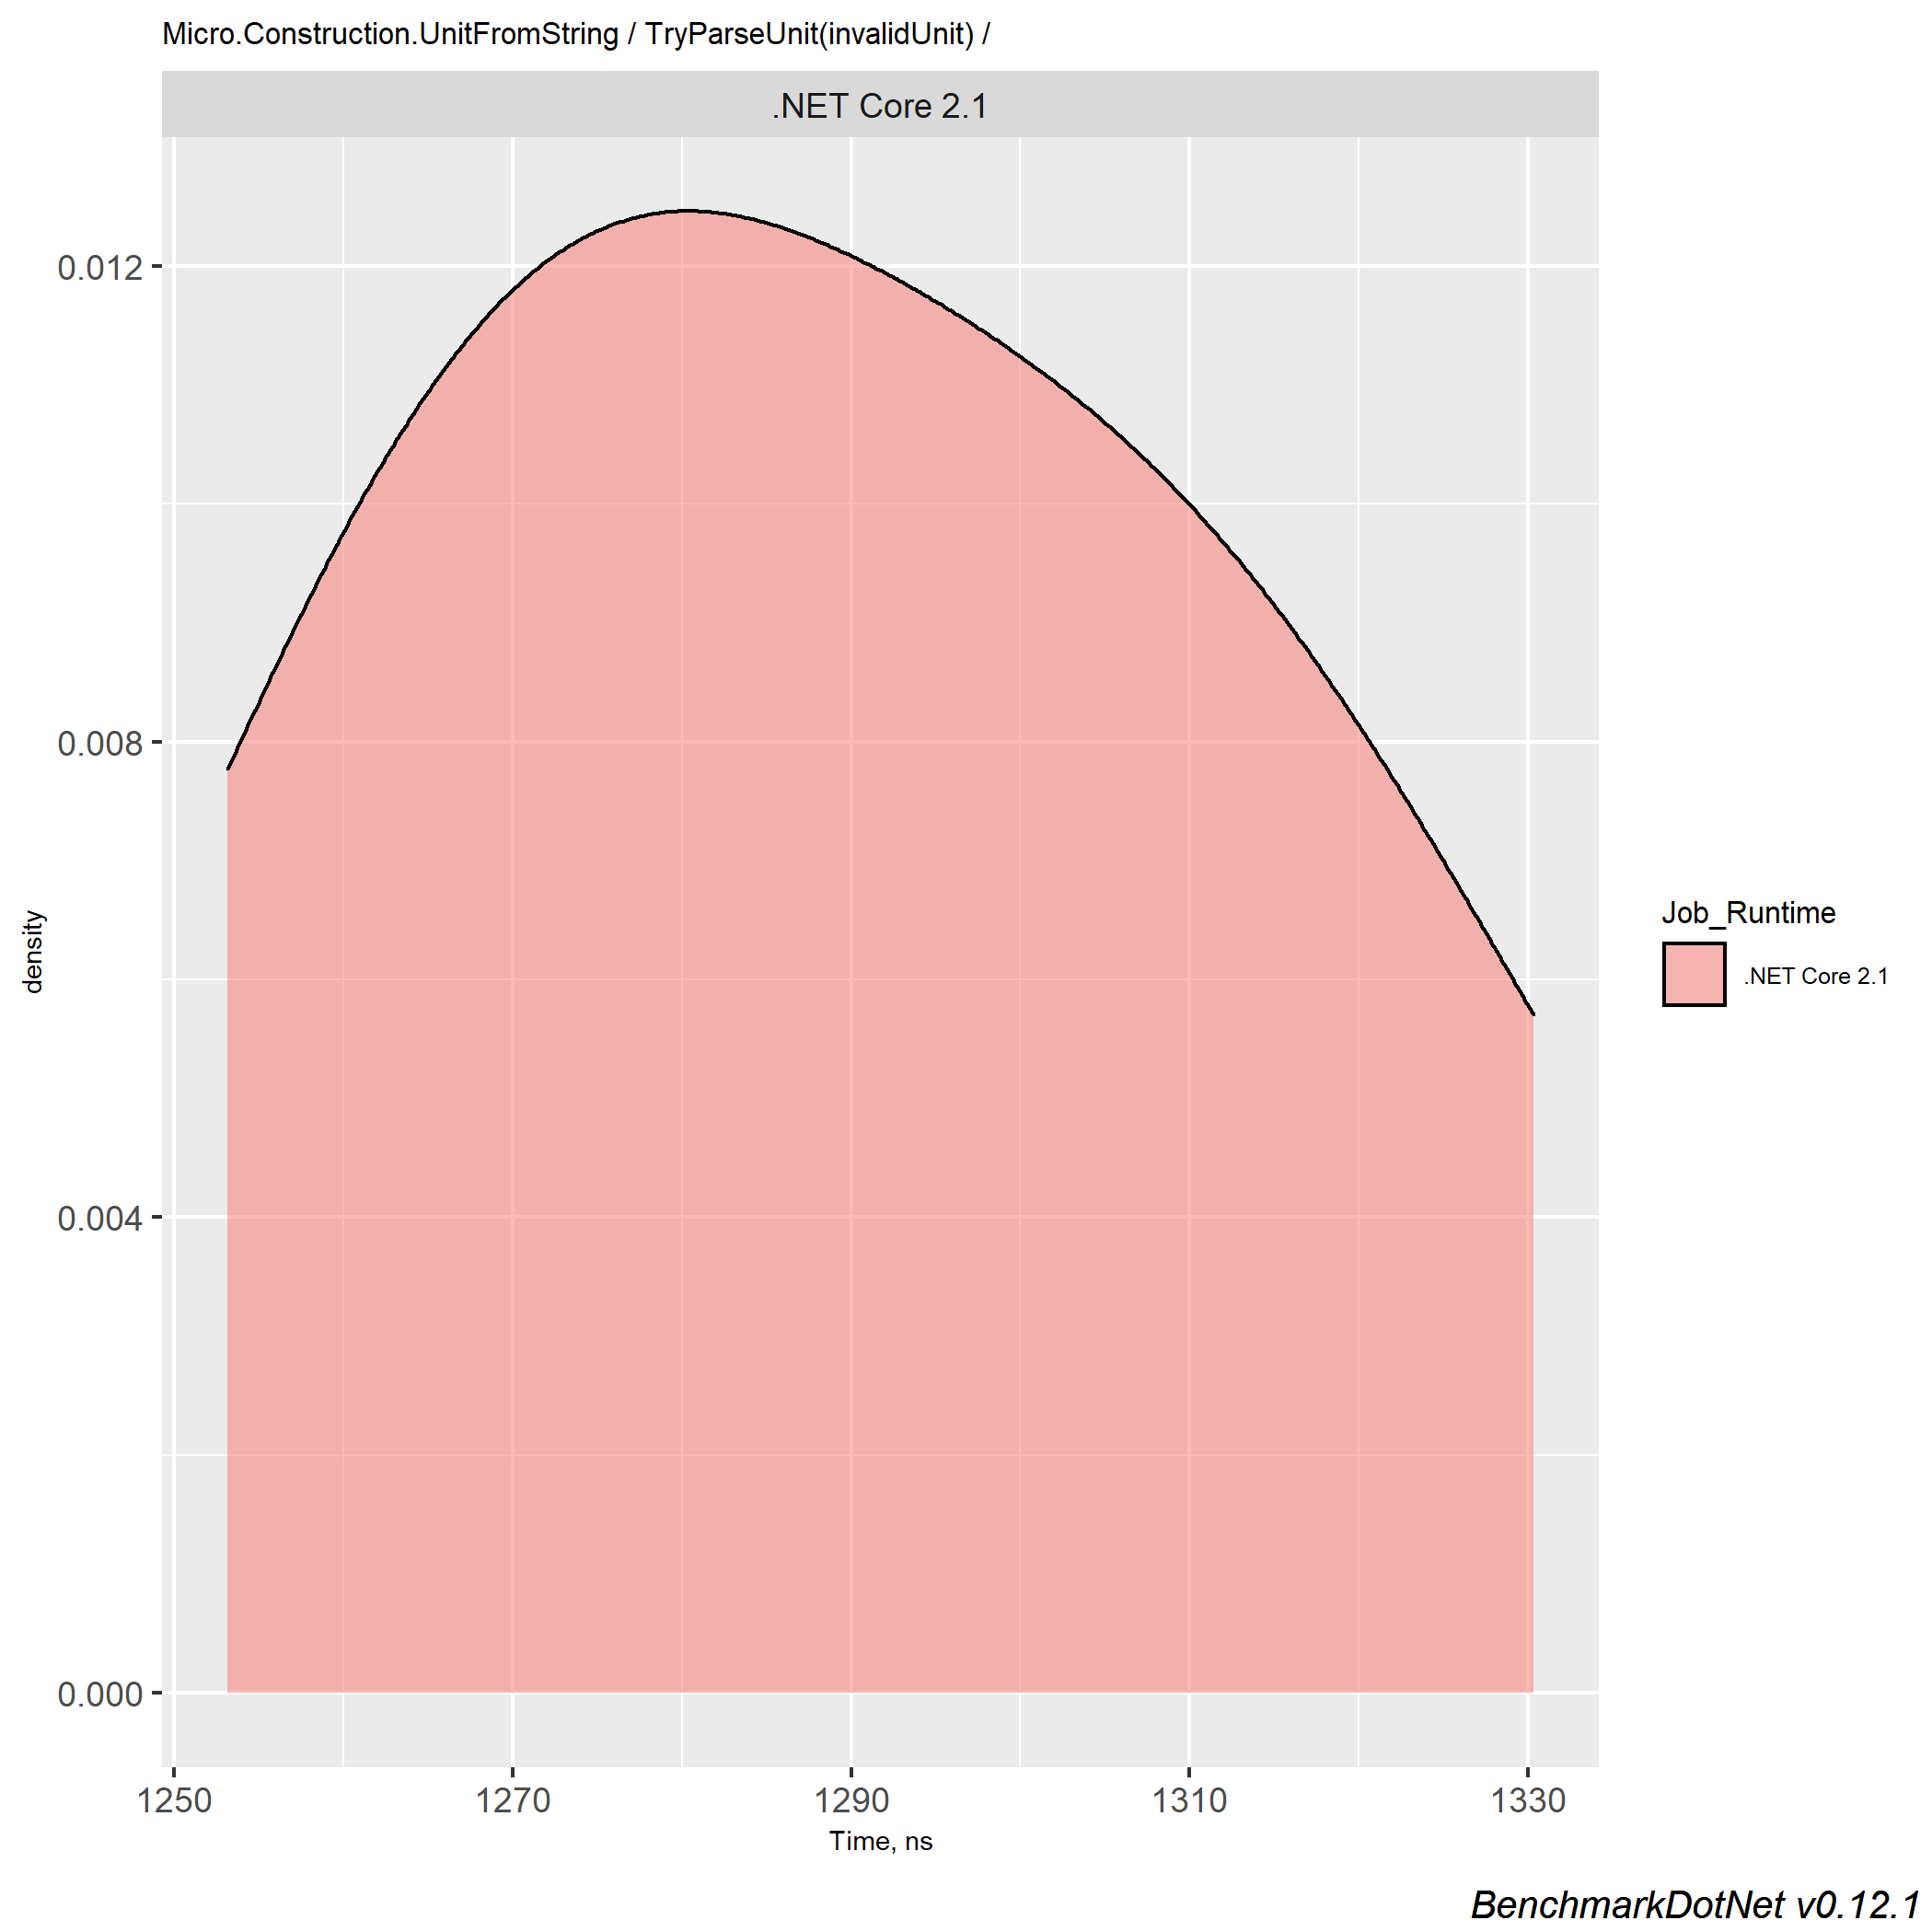 Micro.Construction.UnitFromString / TryParseUnit(invalidUnit) /
.NET Core 2.1
0.012
0.008
0.004
0.000
density
1250 1270 1290 1310 1330
Time, ns
Job_Runtime
.NET Core 2.1
BenchmarkDotNet v0.12.1